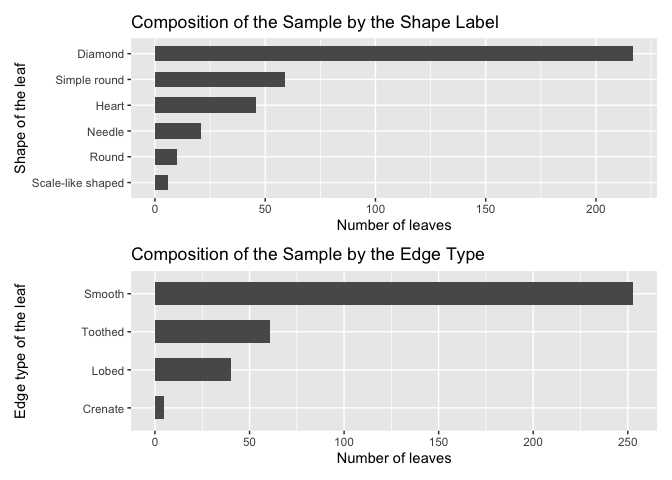 Composition of the Sample by the Shape Label
Shape of the leaf
Diamond
Simple round
Heart
Needle
Round
Scale-like shaped
0 50 100 150 200
Number of leaves
Composition of the Sample by the Edge Type
Edge type of the leaf
Smooth
Toothed
Lobed
Crenate
0 50 100 150 200 250
Number of leaves